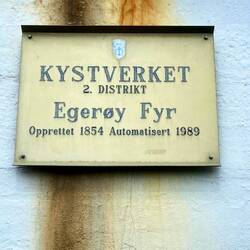 KYSTVERKET
2. DISTRIKT
Egerøy Fyr
Opprettet 1854 Automatisert 1989